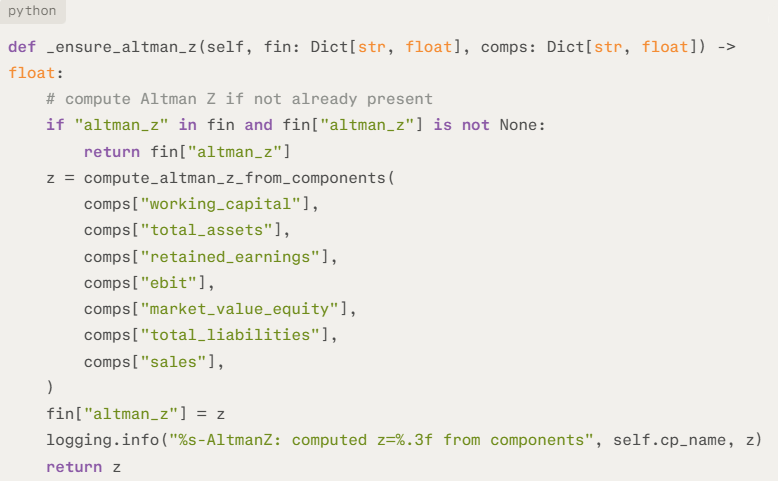 python
def _ensure_altman_z(self, fin: Dict[str, float], comps: Dict[str, float]) ->
float:
    # compute Altman Z if not already present
    if "altman_z" in fin and fin["altman_z"] is not None:
        return fin["altman_z"]
    z = compute_altman_z_from_components(
        comps["working_capital"],
        comps["total_assets"],
        comps["retained_earnings"],
        comps["ebit"],
        comps["market_value_equity"],
        comps["total_liabilities"],
        comps["sales"],
    )
    fin["altman_z"] = z
    logging.info("%s-AltmanZ: computed z=%.3f from components", self.cp_name, z)
    return z